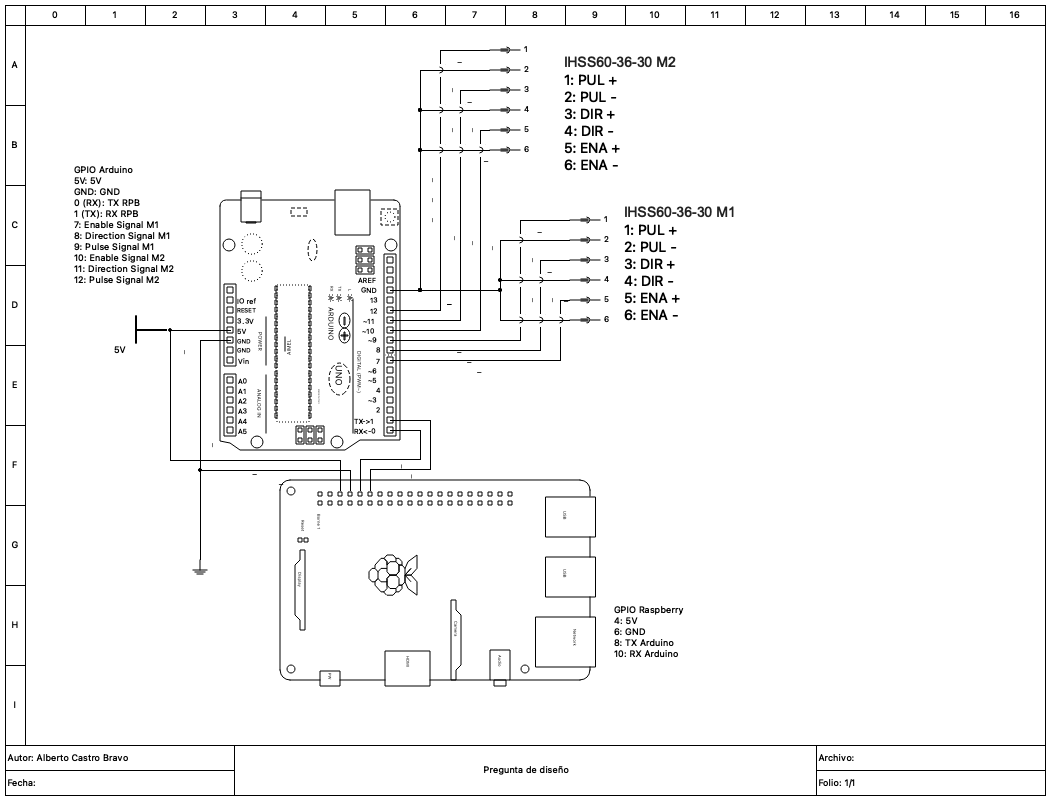 0 1 2 3 4 5 6 7 8 9 10 11 12 13 14 15 16
A
B
C
D
E
F
G
H
I
1
2
3
4
5
6
IHSS60-36-30 M2
1: PUL +
2: PUL -
3: DIR +
4: DIR -
5: ENA +
6: ENA -
GPIO Arduino
5V: 5V
GND: GND
0 (RX): TX RPB
1 (TX): RX RPB
7: Enable Signal M1
8: Direction Signal M1
9: Pulse Signal M1
10: Enable Signal M2
11: Direction Signal M2
12: Pulse Signal M2
1
2
3
4
5
6
IHSS60-36-30 M1
1: PUL +
2: PUL -
3: DIR +
4: DIR -
5: ENA +
6: ENA -
AREF
GND
13
12
~11
~10
~9
8
7
~6
~5
4
~3
2
TX->1
RX<-0
IO ref
RESET
3.3V
5V
GND
GND
Vin
A0
A1
A2
A3
A4
A5
POWER
ANALOG IN
ATMEL
RX
TX
L
ARDUINO
UNO
DIGITAL (PWM~)
5V
Reset
Display
USB
USB
Network
PW
HDMI
Camera
Audio
GPIO Raspberry
4: 5V
6: GND
8: TX Arduino
10: RX Arduino
Autor: Alberto Castro Bravo
Fecha:
Pregunta de diseño
Archivo:
Folio: 1/1